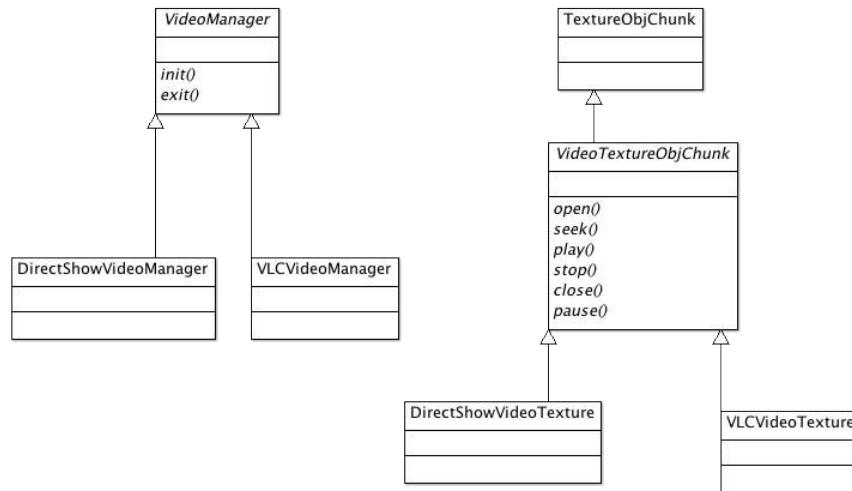 VideoManager
init()
exit()
DirectShowVideoManager
VLCVideoManager
TextureObjChunk
VideoTextureObjChunk
open()
seek()
play()
stop()
close()
pause()
DirectShowVideoTexture
VLCVideoTexture